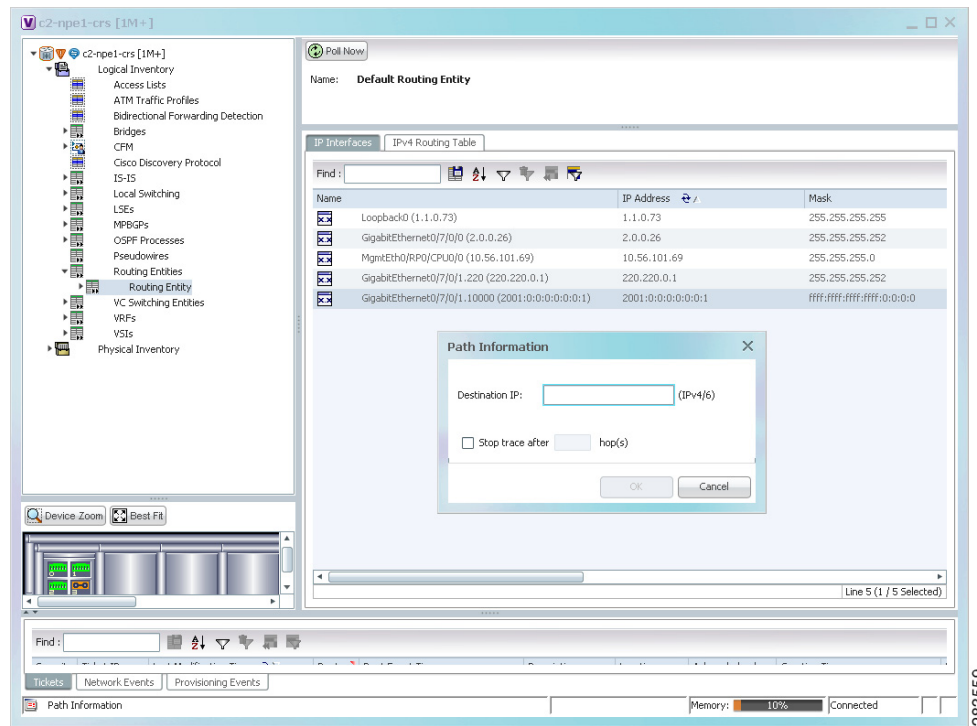 c2-npe1-crs [1M+]
c2-npe1-crs [1M+]
Logical Inventory
Access Lists
ATM Traffic Profiles
Bidirectional Forwarding Detection
Bridges
CFM
Cisco Discovery Protocol
IS-IS
Local Switching
LSEs
MPBGPs
OSPF Processes
Pseudowires
Routing Entities
Routing Entity
VC Switching Entities
VRFs
VSIs
Physical Inventory
Device Zoom Best Fit
Poll Now
Name: Default Routing Entity
IP Interfaces IPv4 Routing Table
Find :
Name IP Address Mask
Loopback0 (1.1.0.73) 1.1.0.73 255.255.255.255
GigabitEthernet0/7/0/0 (2.0.0.26) 2.0.0.26 255.255.255.252
MgmtEth0/RP0/CPU0/0 (10.56.101.69) 10.56.101.69 255.255.255.0
GigabitEthernet0/7/0/1.220 (220.220.0.1) 220.220.0.1 255.255.255.252
GigabitEthernet0/7/0/1.10000 (2001:0:0:0:0:0:0:1) 2001:0:0:0:0:0:0:1 ffff:ffff:ffff:ffff:0:0:0:0
Path Information
Destination IP: (IPv4/6)
Stop trace after hop(s)
OK Cancel
Line 5 (1 / 5 Selected)
Find :
Tickets Network Events Provisioning Events
Path Information Memory: 10% Connected